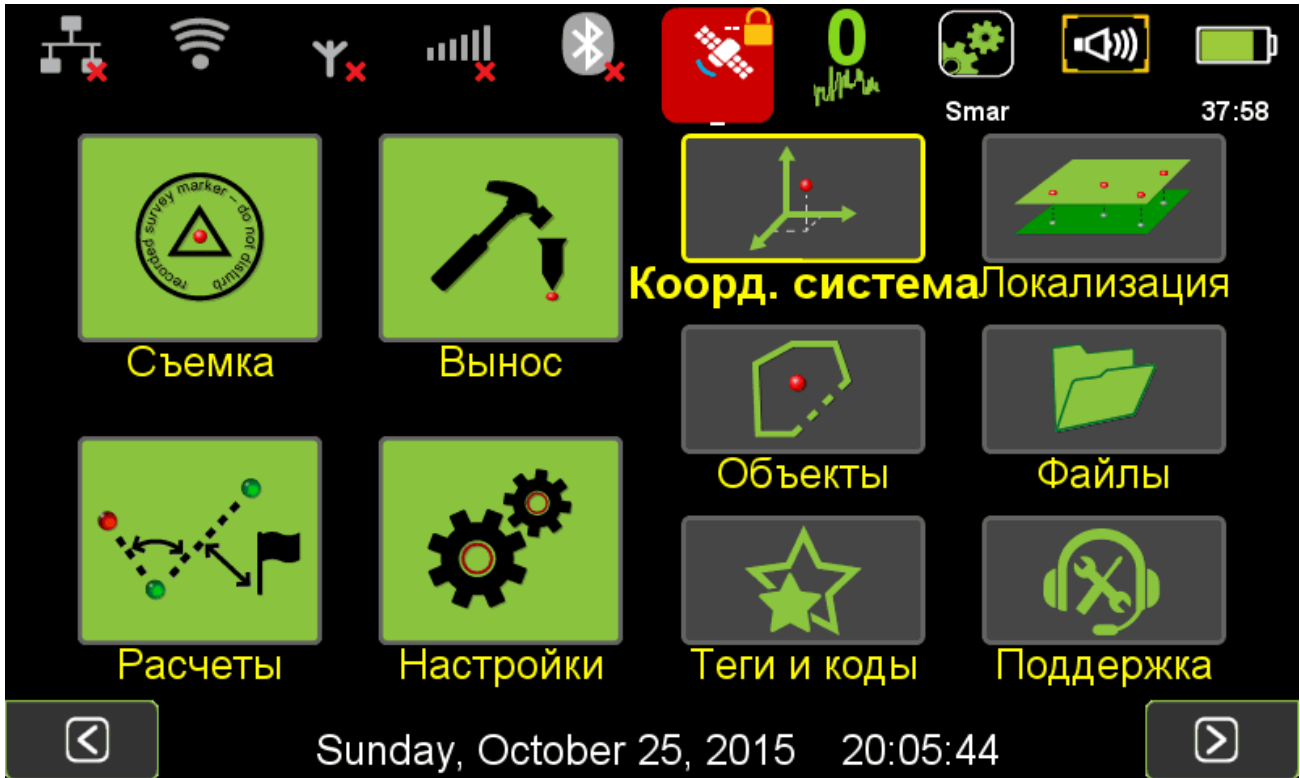 0
--
Smar
37:58
recorded survey marker – do not disturb
Съемка
Вынос
Коорд. система
Локализация
Объекты
Файлы
Расчеты
Настройки
Теги и коды
Поддержка
Sunday, October 25, 2015 20:05:44